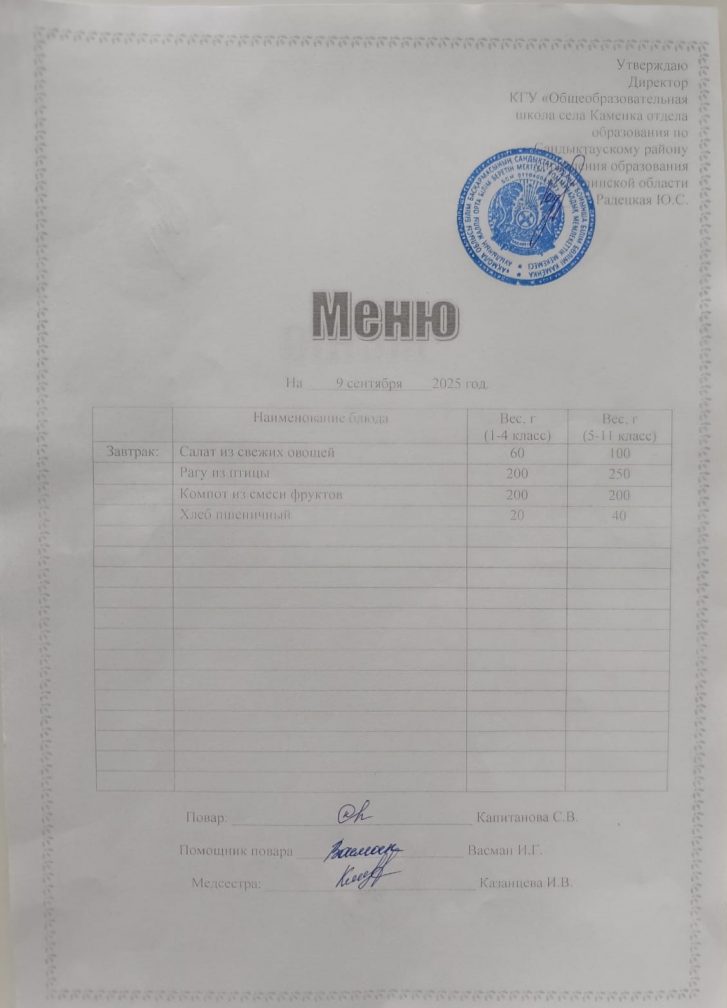 Утверждаю
Директор
КГУ «Общеобразовательная
школа села Каменка отдела
образования по
Сандыктаускому району
образования
области
Радецкая Ю.С.
Меню
На 9 сентября 2025 год.
Наименование блюда Вес, г (1-4 класс) Вес, г (5-11 класс)
Завтрак: Салат из свежих овощей 60 100
Рагу из птицы 200 250
Компот из смеси фруктов 200 200
Хлеб пшеничный 20 40
Повар: Капитанова С.В.
Помощник повара Васман И.Г.
Медсестра: Казанцева И.В.